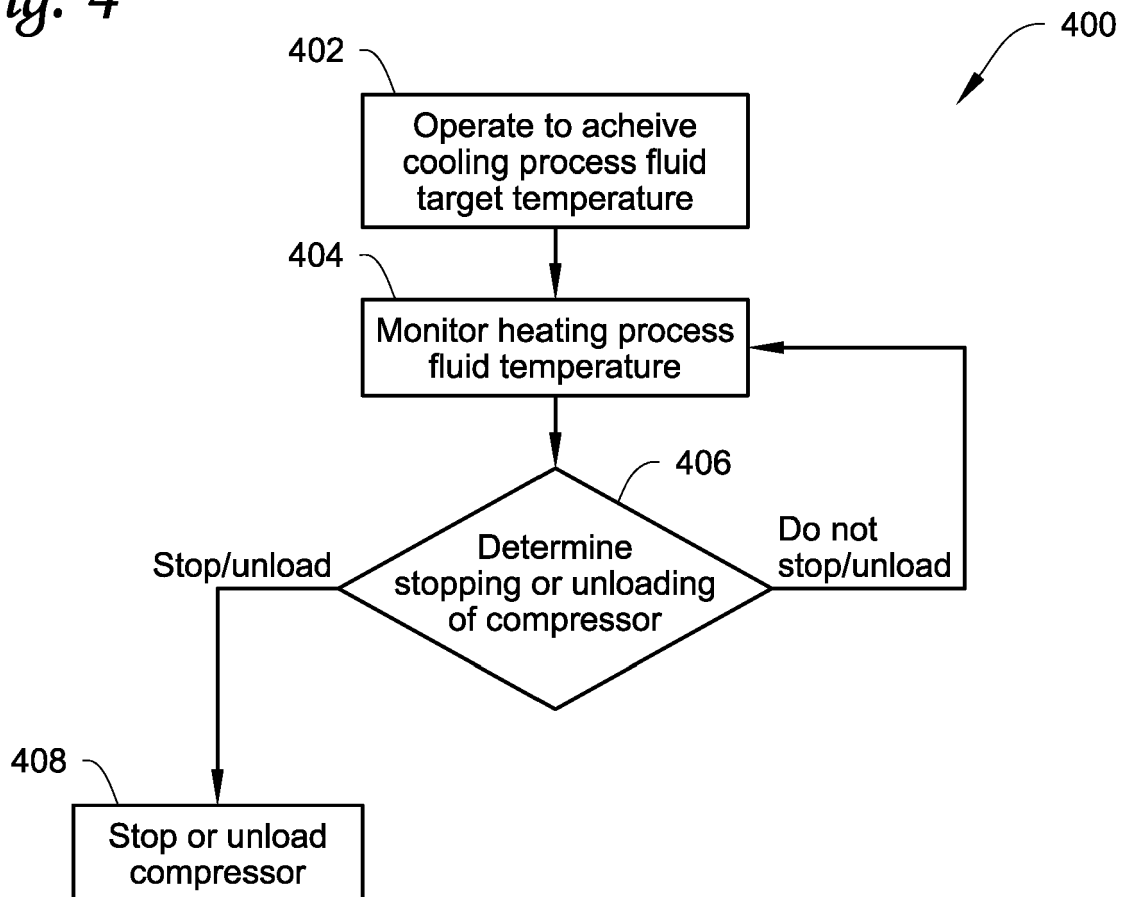 Fig. 4
400
402
Operate to acheive
cooling process fluid
target temperature
404
Monitor heating process
fluid temperature
406
Determine
stopping or unloading
of compressor
Stop/unload
Do not
stop/unload
408
Stop or unload
compressor